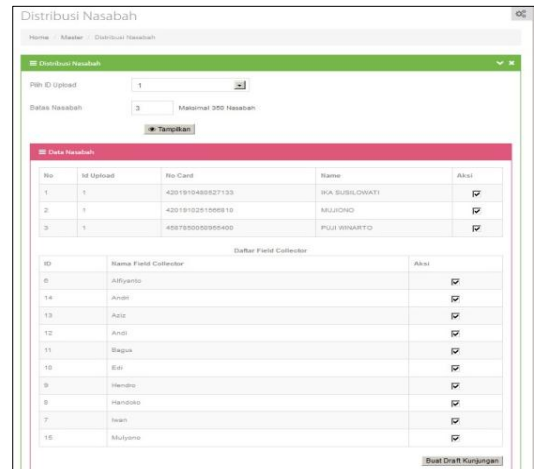 Distribusi Nasabah
Home / Master / Distribusi Nasabah
Distribusi Nasabah
Pilih ID Upload 1
Batas Nasabah 3 Maksimal 350 Nasabah
Tampilkan
Data Nasabah
No Id Upload No Card Name Aksi
1 1 IKA SUSILOWATI
2 1 MUJIONO
3 1 PUJI WINARTO
Daftar Field Collector
ID Nama Field Collector Aksi
6 Alfiyanto
14 Andri
13 Aziz
12 Andi
11 Bagus
10 Edi
9 Hendro
8 Handoko
7 Iwan
15 Mulyono
Buat Draft Kunjungan